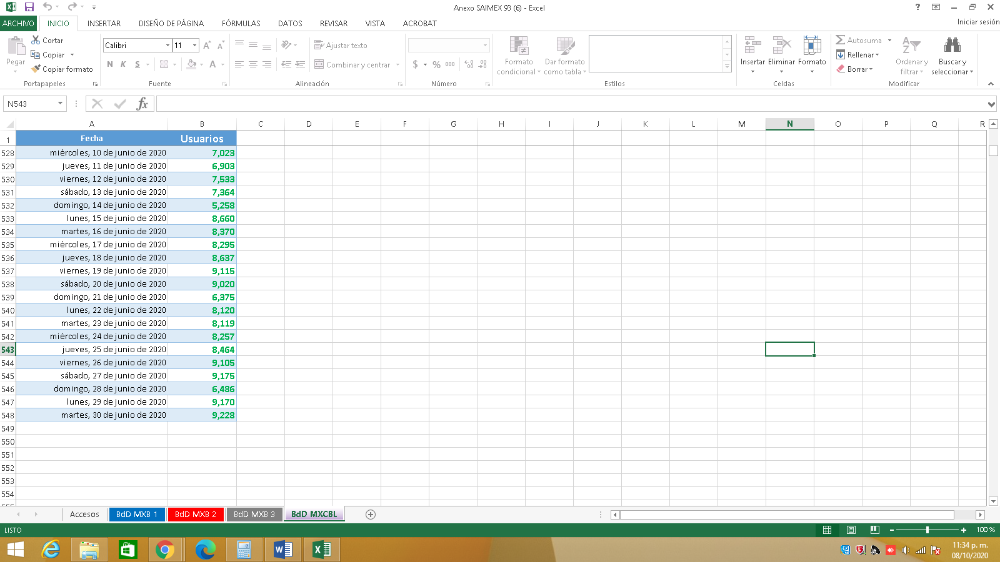 Anexo SAIMEX 93 (6) - Excel
?
ARCHIVO INICIO INSERTAR DISEÑO DE PÁGINA FÓRMULAS DATOS REVISAR VISTA ACROBAT Iniciar sesión
Pegar
Cortar
Copiar
Copiar formato
Portapapeles
Calibri 11
N K S
Fuente
Ajustar texto
Combinar y centrar
Alineación
$ % 000
Número
Formato condicional
Dar formato como tabla
Estilos
Insertar Eliminar Formato
Celdas
Autosuma
Rellenar
Borrar
Ordenar y filtrar
Buscar y seleccionar
Modificar
N543 fx
A B C D E F G H I J K L M N O P Q R
1 Fecha Usuarios
528 miércoles, 10 de junio de 2020 7,023
529 jueves, 11 de junio de 2020 6,903
530 viernes, 12 de junio de 2020 7,533
531 sábado, 13 de junio de 2020 7,364
532 domingo, 14 de junio de 2020 5,258
533 lunes, 15 de junio de 2020 8,660
534 martes, 16 de junio de 2020 8,370
535 miércoles, 17 de junio de 2020 8,295
536 jueves, 18 de junio de 2020 8,637
537 viernes, 19 de junio de 2020 9,115
538 sábado, 20 de junio de 2020 9,020
539 domingo, 21 de junio de 2020 6,375
540 lunes, 22 de junio de 2020 8,120
541 martes, 23 de junio de 2020 8,119
542 miércoles, 24 de junio de 2020 8,257
543 jueves, 25 de junio de 2020 8,464
544 viernes, 26 de junio de 2020 9,105
545 sábado, 27 de junio de 2020 9,175
546 domingo, 28 de junio de 2020 6,486
547 lunes, 29 de junio de 2020 9,170
548 martes, 30 de junio de 2020 9,228
549
550
551
552
553
554
Accesos BdD MXB 1 BdD MXB 2 BdD MXB 3 BdD MXCBL
LISTO 100 %
11:34 p. m.
08/10/2020